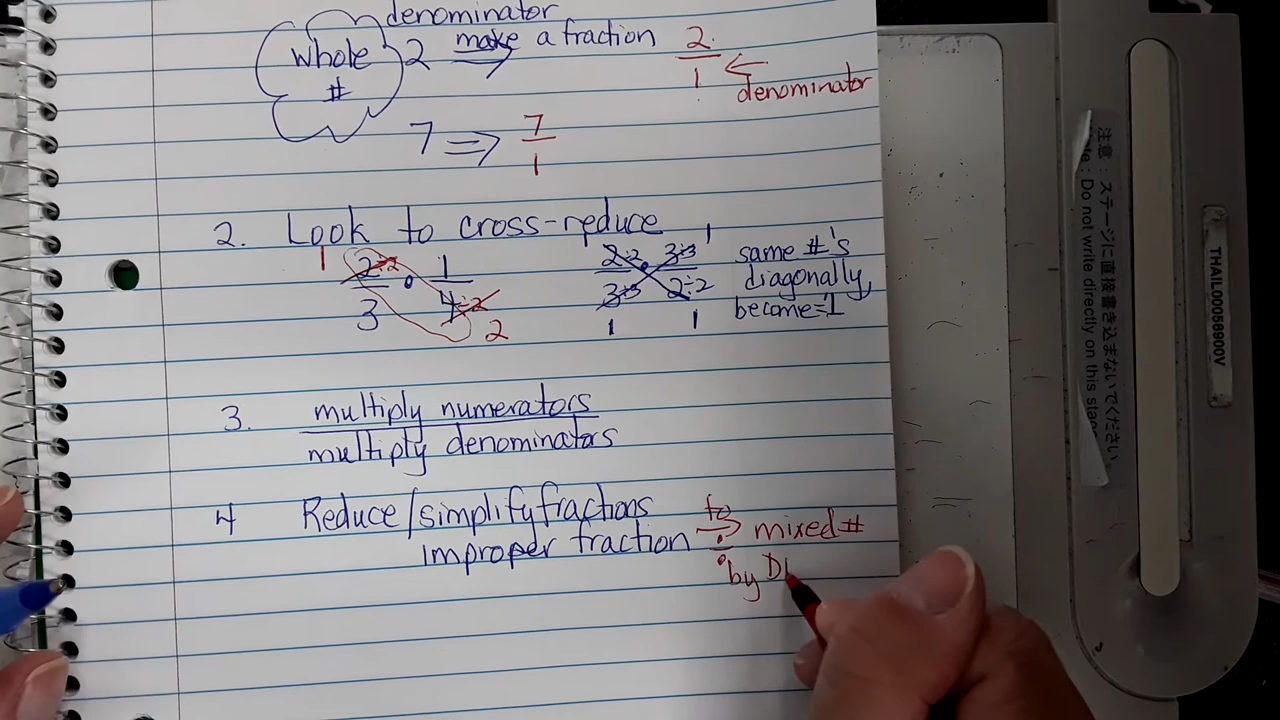 denominator
whole 2 make a fraction 2
# 1 denominator
7 ⇒ 7
1
2. Look to cross-reduce
1 2÷2 • 1
3 4÷2
2
2÷2 • 3÷3 1
3÷3 2÷2
1 1
same #'s
diagonally,
become=1
3. multiply numerators
multiply denominators
4 Reduce/simplify fractions
improper fraction to → ÷ mixed #
by DI
注意:ステージに直接書き込まないでください。
Note: Do not write directly on this stage
THAIL00058900V